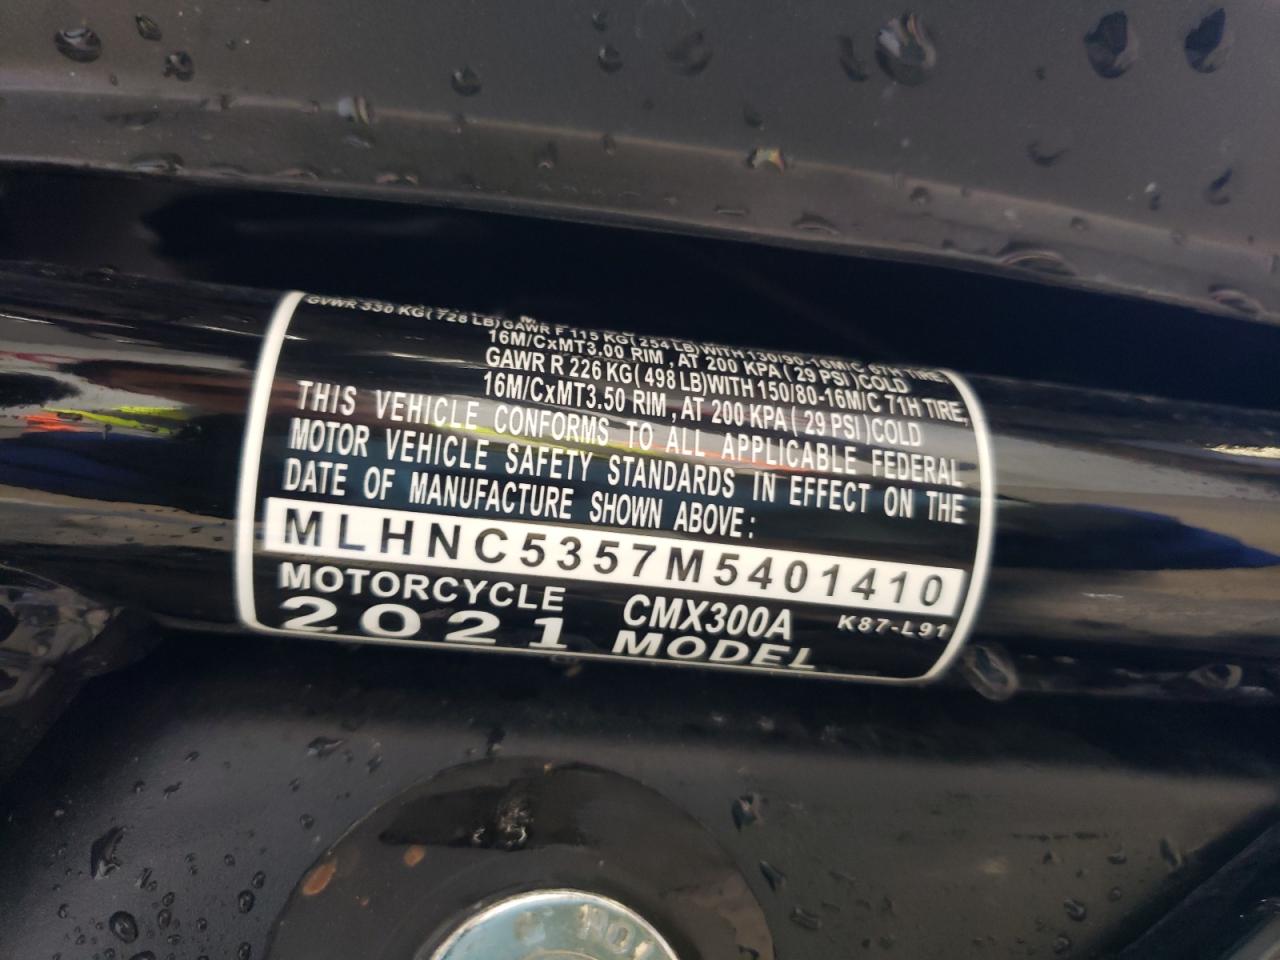 GVWR 330 KG(728 LB)GAWR F 115 KG(254 LB)WITH 130/90-16M/C 67H TIRE,
16M/CxMT3.00 RIM, AT 200 KPA(29 PSI)COLD
GAWR R 226 KG(498 LB)WITH 150/80-16M/C 71H TIRE,
16M/CxMT3.50 RIM, AT 200 KPA(29 PSI)COLD
THIS VEHICLE CONFORMS TO ALL APPLICABLE FEDERAL
MOTOR VEHICLE SAFETY STANDARDS IN EFFECT ON THE
DATE OF MANUFACTURE SHOWN ABOVE:
MLHNC5357M5401410
MOTORCYCLE CMX300A K87-L91
2021 MODEL